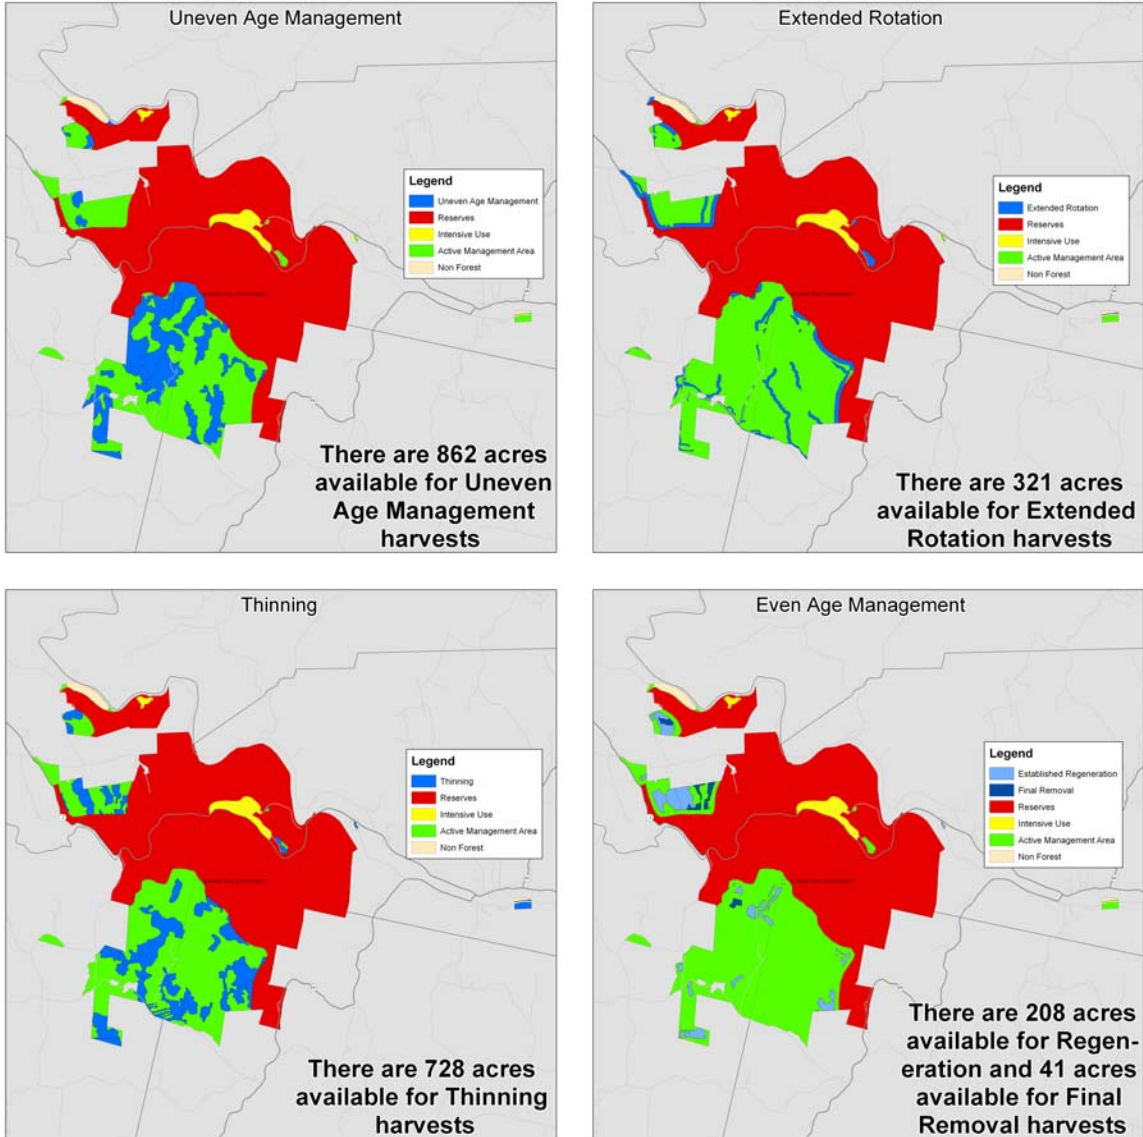 Uneven Age Management
Legend
Uneven Age Management
Reserves
Intensive Use
Active Management Area
Non Forest
There are 862 acres
available for Uneven
Age Management
harvests
Extended Rotation
Legend
Extended Rotation
Reserves
Intensive Use
Active Management Area
Non Forest
There are 321 acres
available for Extended
Rotation harvests
Thinning
Legend
Thinning
Reserves
Intensive Use
Active Management Area
Non Forest
There are 728 acres
available for Thinning
harvests
Even Age Management
Legend
Established Regeneration
Final Removal
Reserves
Intensive Use
Active Management Area
Non Forest
There are 208 acres
available for Regen-
eration and 41 acres
available for Final
Removal harvests